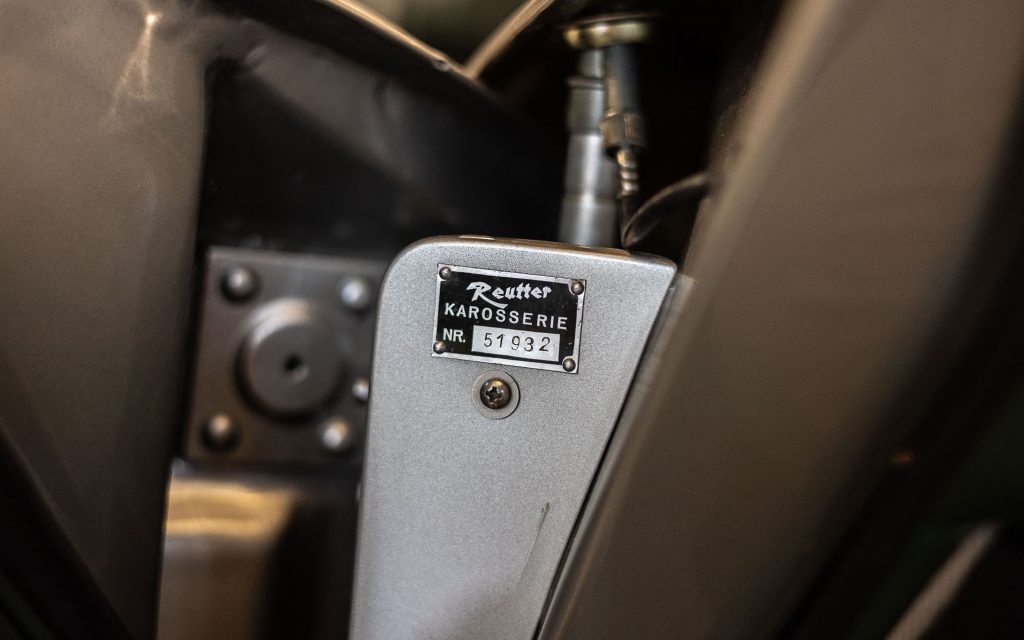 Reutter
KAROSSERIE
NR. 51932